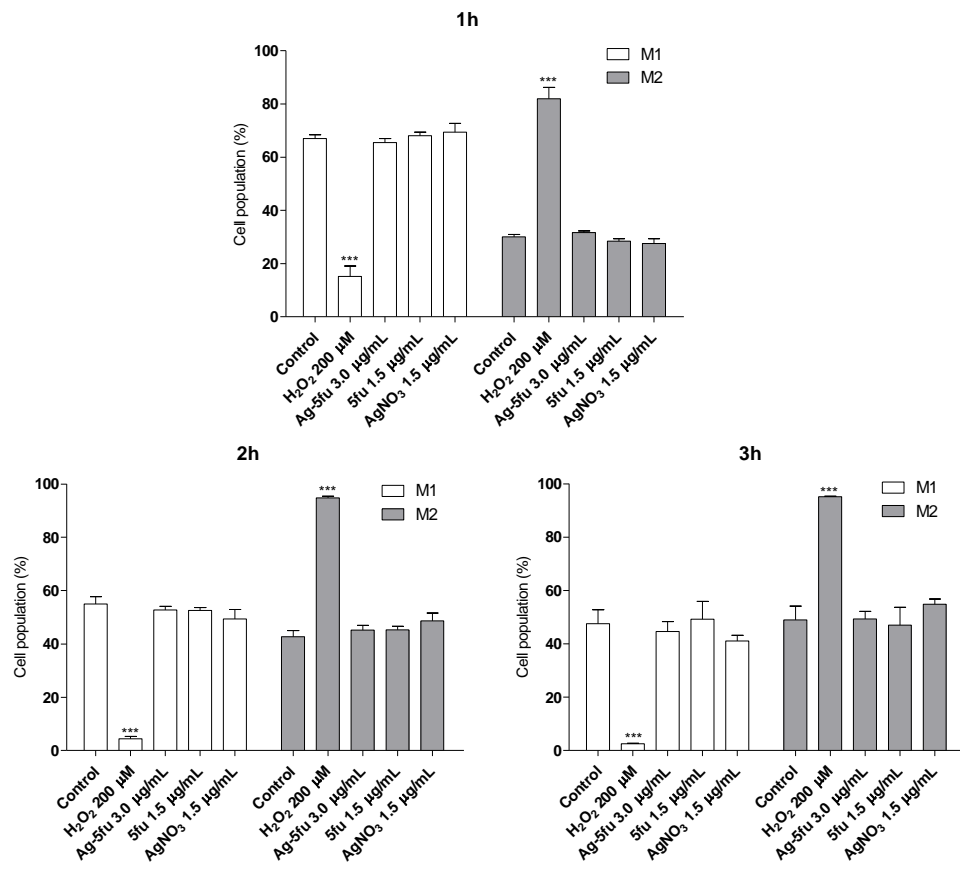 1h
Cell population (%)
100
80
60
40
20
0
***
***
M1
M2
Control
H₂O₂ 200 µM
Ag-5fu 3.0 µg/mL
5fu 1.5 µg/mL
AgNO₃ 1.5 µg/mL
Control
H₂O₂ 200 µM
Ag-5fu 3.0 µg/mL
5fu 1.5 µg/mL
AgNO₃ 1.5 µg/mL
2h
Cell population (%)
100
80
60
40
20
0
***
***
M1
M2
Control
H₂O₂ 200 µM
Ag-5fu 3.0 µg/mL
5fu 1.5 µg/mL
AgNO₃ 1.5 µg/mL
Control
H₂O₂ 200 µM
Ag-5fu 3.0 µg/mL
5fu 1.5 µg/mL
AgNO₃ 1.5 µg/mL
3h
Cell population (%)
100
80
60
40
20
0
***
***
M1
M2
Control
H₂O₂ 200 µM
Ag-5fu 3.0 µg/mL
5fu 1.5 µg/mL
AgNO₃ 1.5 µg/mL
Control
H₂O₂ 200 µM
Ag-5fu 3.0 µg/mL
5fu 1.5 µg/mL
AgNO₃ 1.5 µg/mL